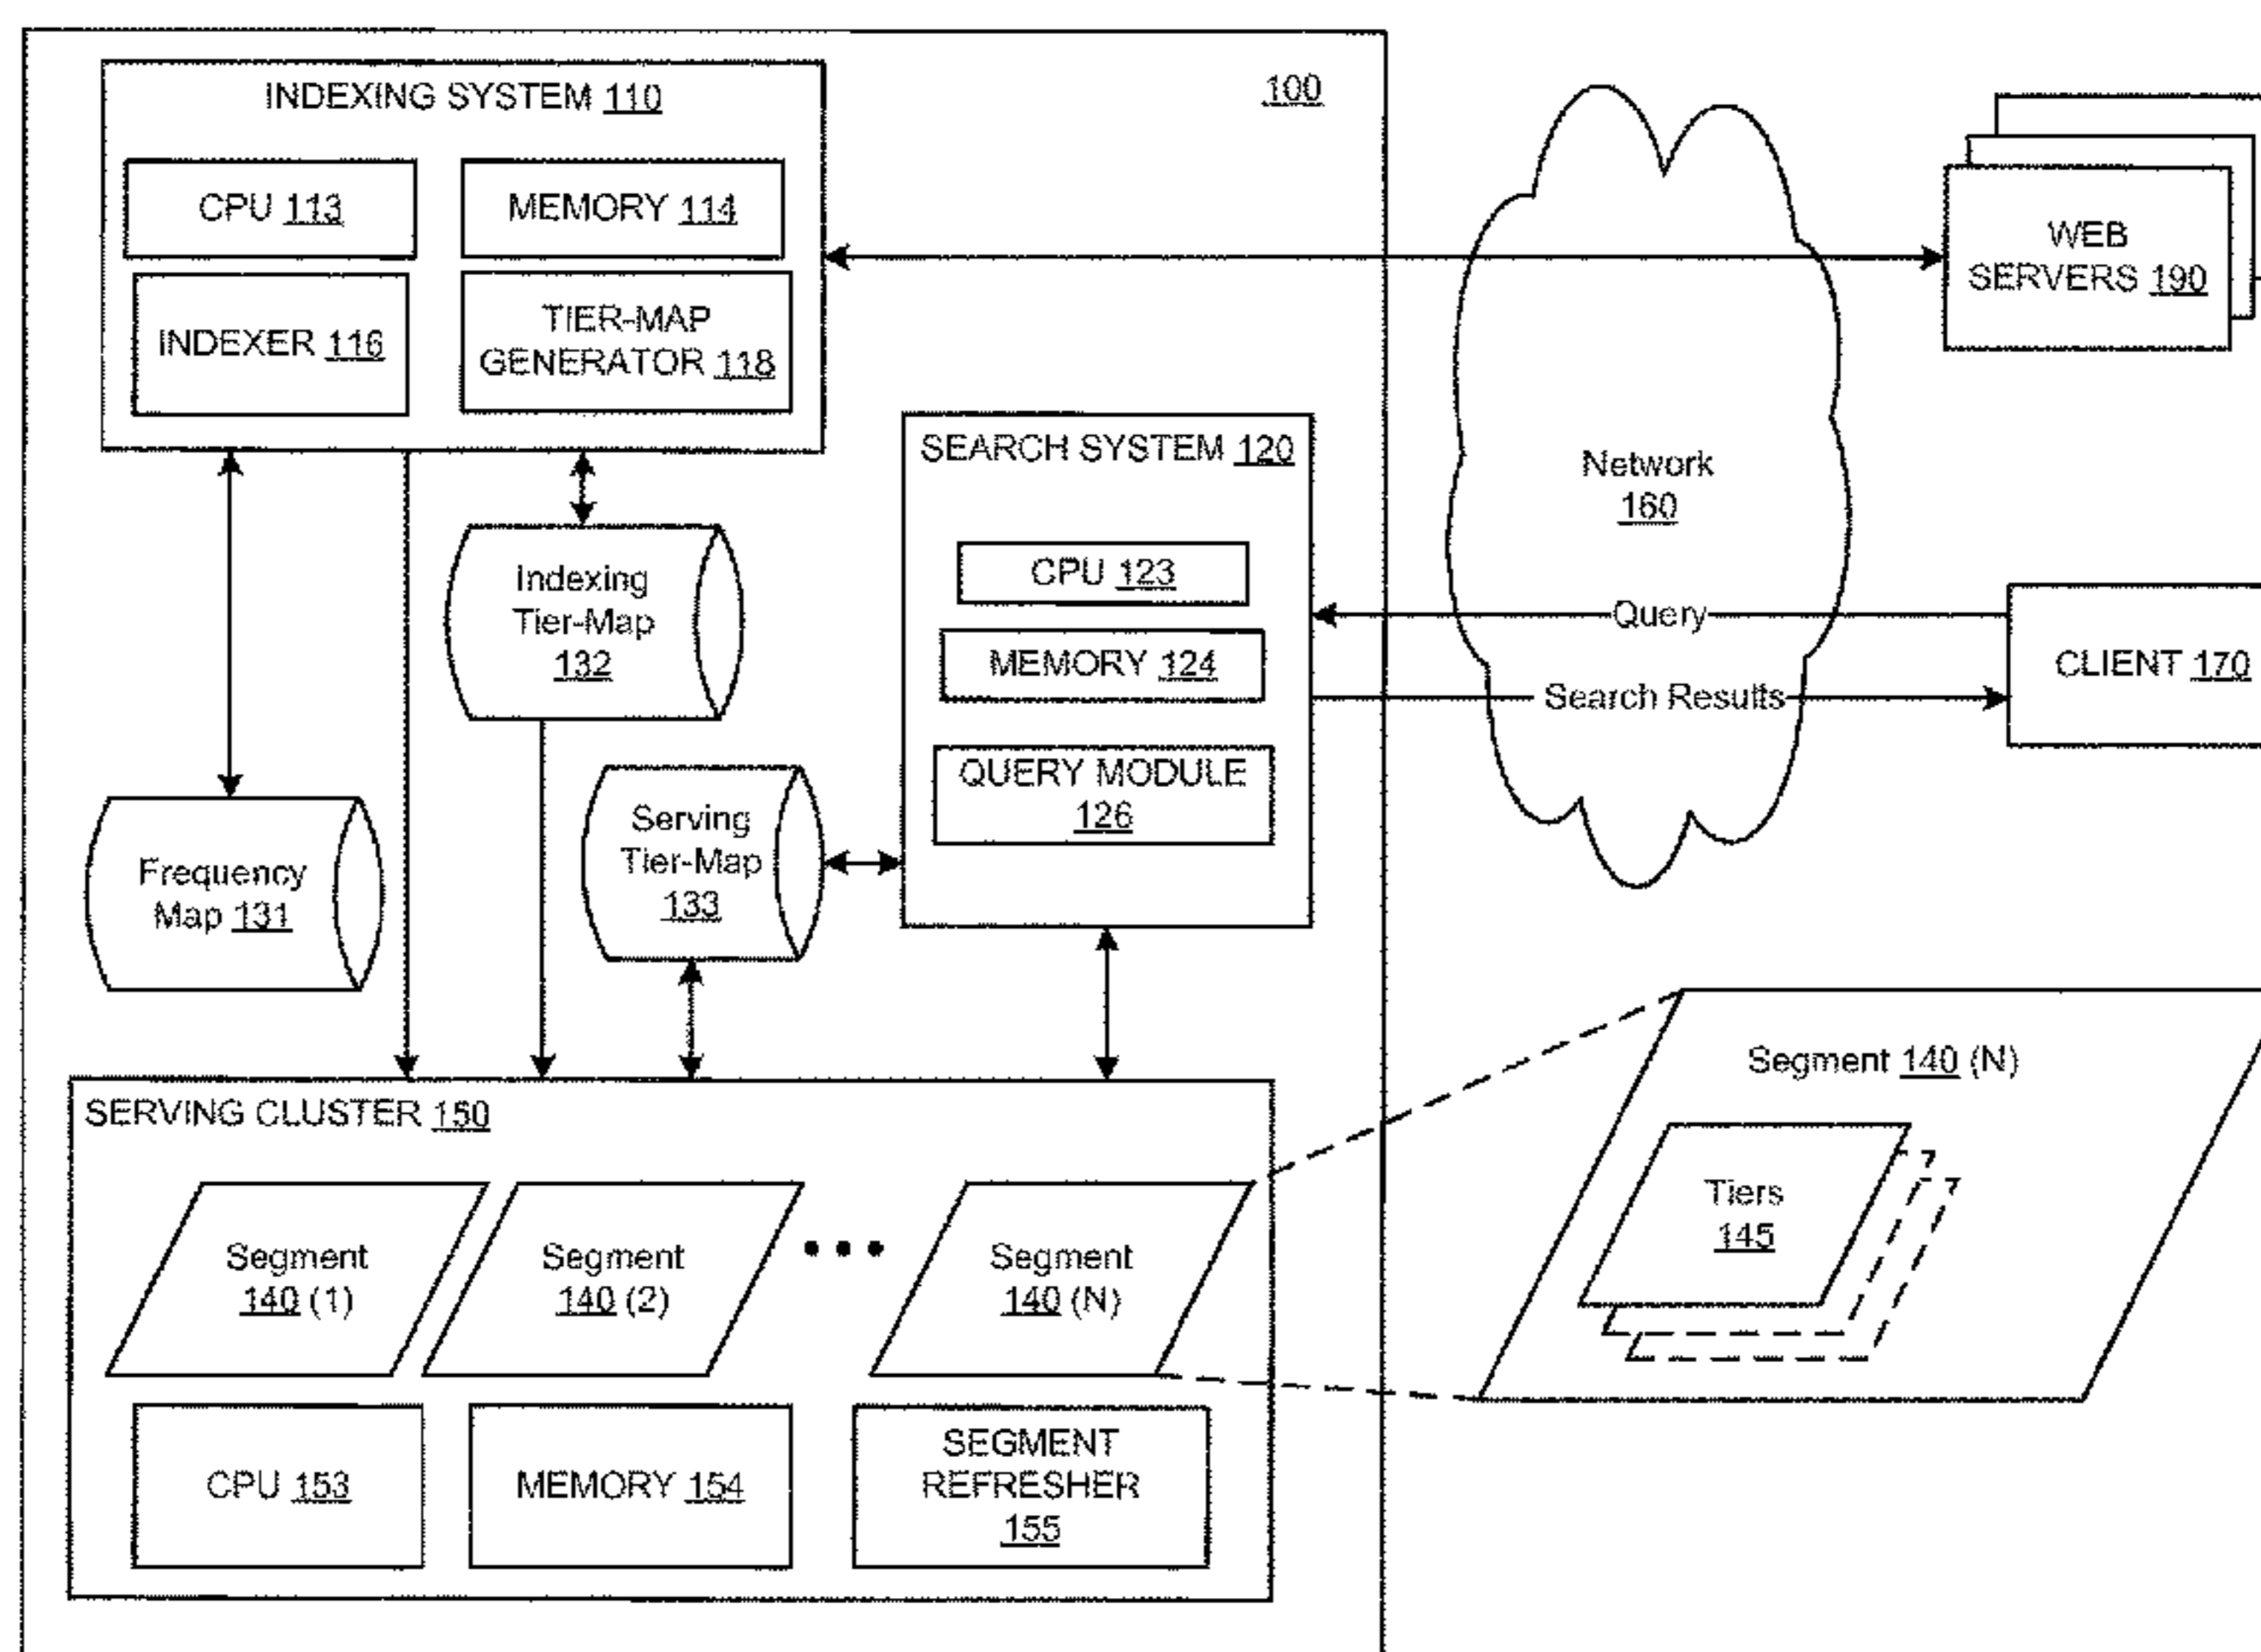 100
INDEXING SYSTEM 110
CPU 113
MEMORY 114
INDEXER 116
TIER-MAP
GENERATOR 118
WEB
SERVERS 190
SEARCH SYSTEM 120
CPU 123
MEMORY 124
QUERY MODULE
126
Network
160
Query
Search Results
CLIENT 170
Indexing
Tier-Map
132
Serving
Tier-Map
133
Frequency
Map 131
SERVING CLUSTER 150
Segment
140 (1)
Segment
140 (2)
•••
Segment
140 (N)
CPU 153
MEMORY 154
SEGMENT
REFRESHER
155
Segment 140 (N)
Tiers
145